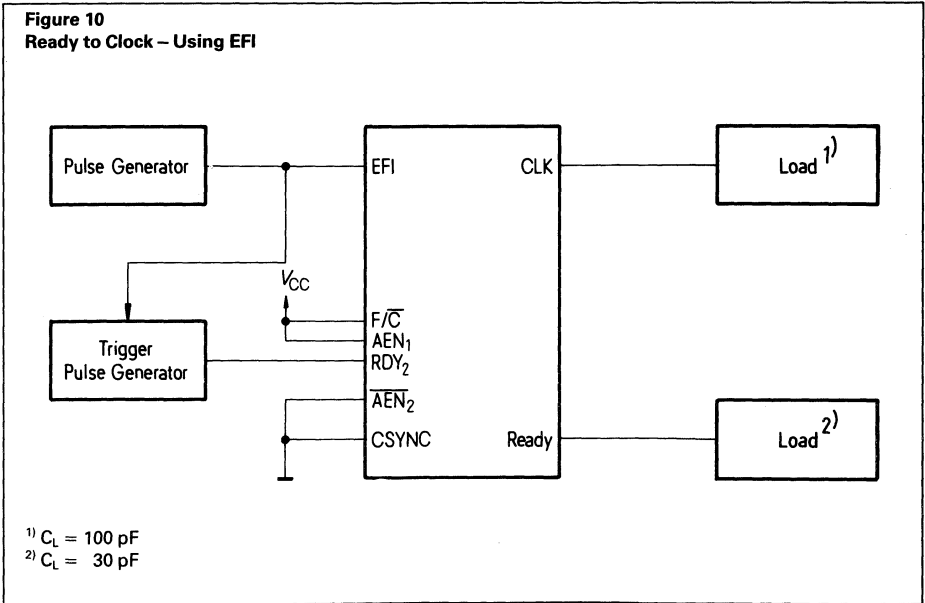 Figure 10
Ready to Clock – Using EFI
Pulse Generator
EFI
CLK
Load 1)
VCC
F/C̅
AEN₁
Trigger
Pulse Generator
RDY₂
A̅E̅N̅₂
CSYNC
Ready
Load 2)
1) CL = 100 pF
2) CL = 30 pF